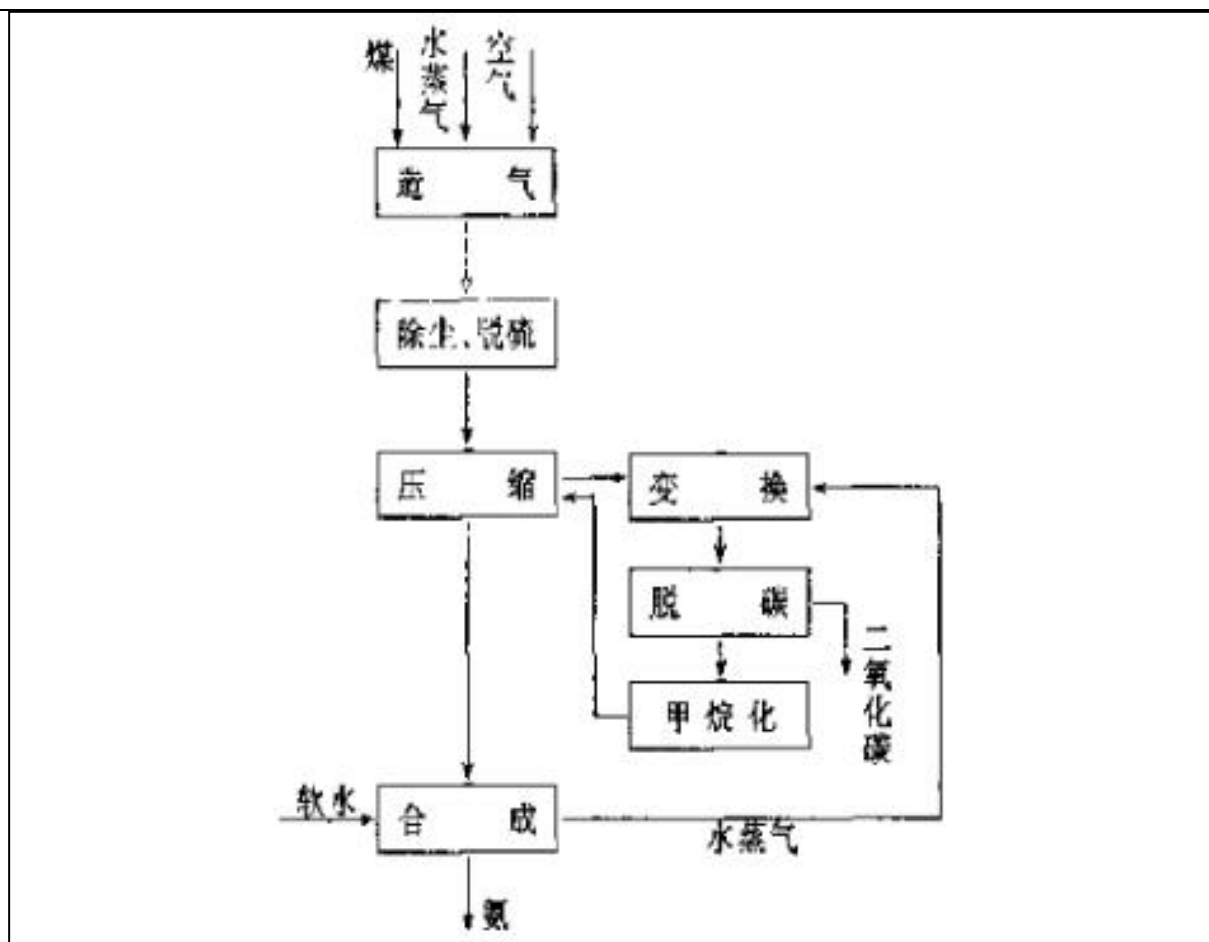 煤
水蒸气
空气
造 气
除尘、脱硫
压 缩
变 换
脱 碳
二氧化碳
甲烷化
软水
合 成
水蒸气
氨